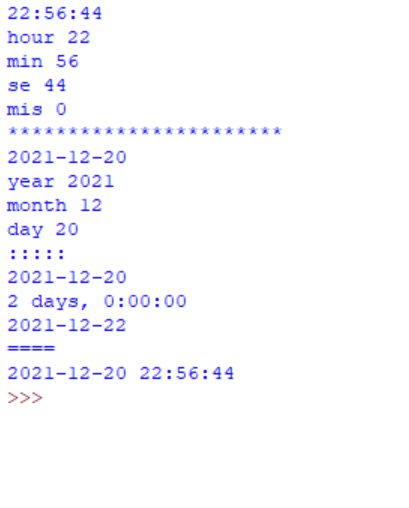 22:56:44
hour 22
min 56
se 44
mis 0
***********************
2021-12-20
year 2021
month 12
day 20
:::::
2021-12-20
2 days, 0:00:00
2021-12-22
====
2021-12-20 22:56:44
>>>